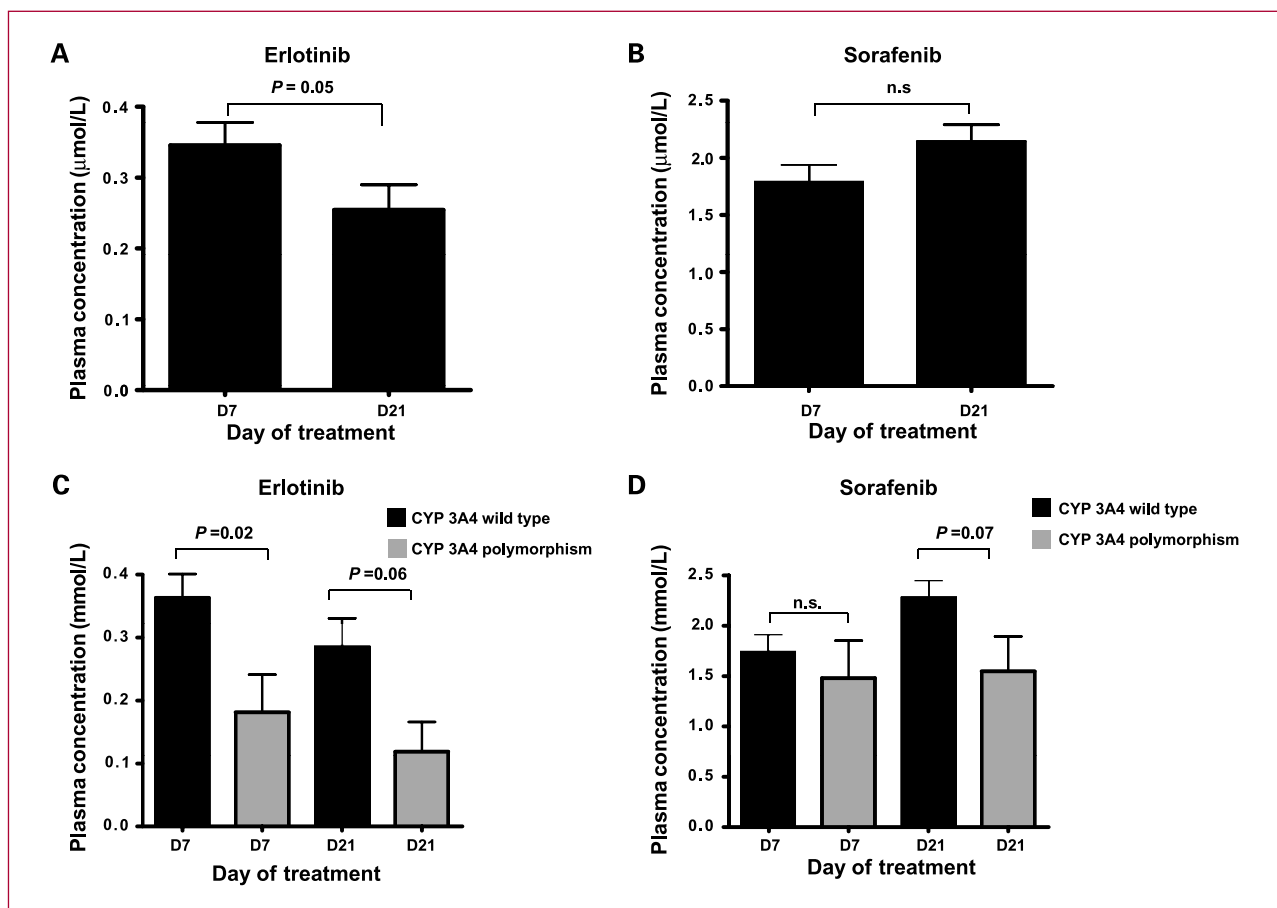 A
Erlotinib
P = 0.05
Plasma concentration (μmol/L)
0.4
0.3
0.2
0.1
0.0
D7
D21
Day of treatment
B
Sorafenib
n.s
Plasma concentration (μmol/L)
2.5
2.0
1.5
1.0
0.5
0.0
D7
D21
Day of treatment
C
Erlotinib
CYP 3A4 wild type
CYP 3A4 polymorphism
P =0.02
P =0.06
Plasma concentration (mmol/L)
0.4
0.3
0.2
0.1
0.0
D7
D7
D21
D21
Day of treatment
D
Sorafenib
CYP 3A4 wild type
CYP 3A4 polymorphism
P =0.07
n.s.
Plasma concentration (mmol/L)
2.5
2.0
1.5
1.0
0.5
0.0
D7
D7
D21
D21
Day of treatment